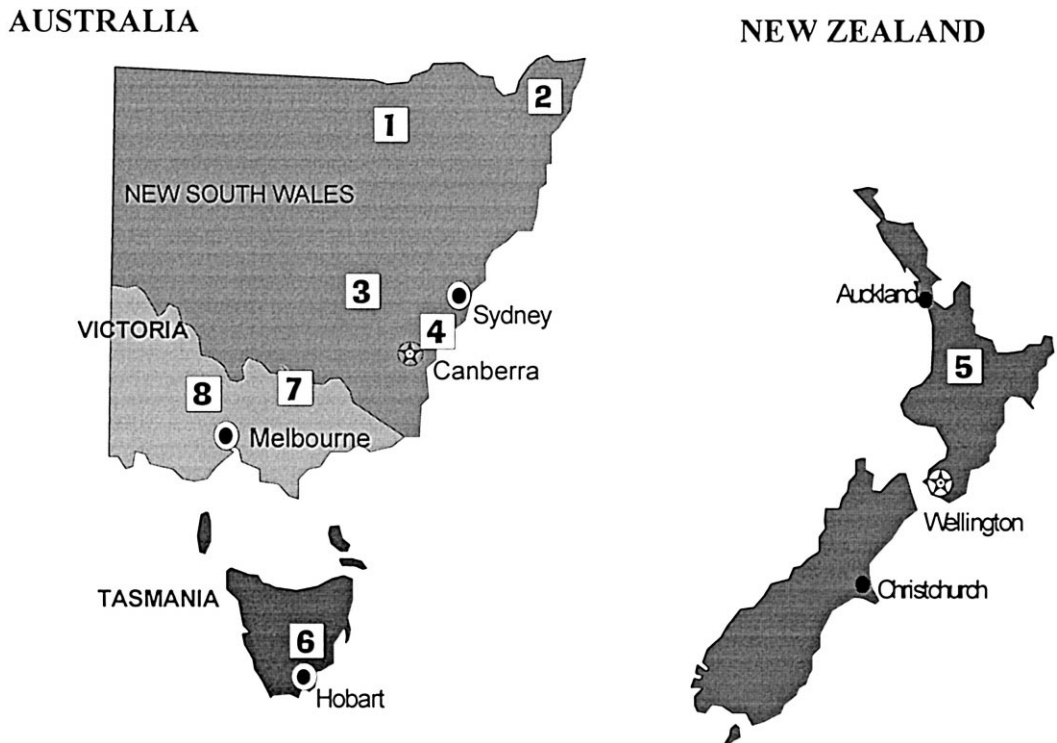 AUSTRALIA
NEW ZEALAND
2
1
NEW SOUTH WALES
3
Sydney
Auckland
VICTORIA
4
Canberra
5
8
7
Melbourne
Wellington
TASMANIA
Christchurch
6
Hobart